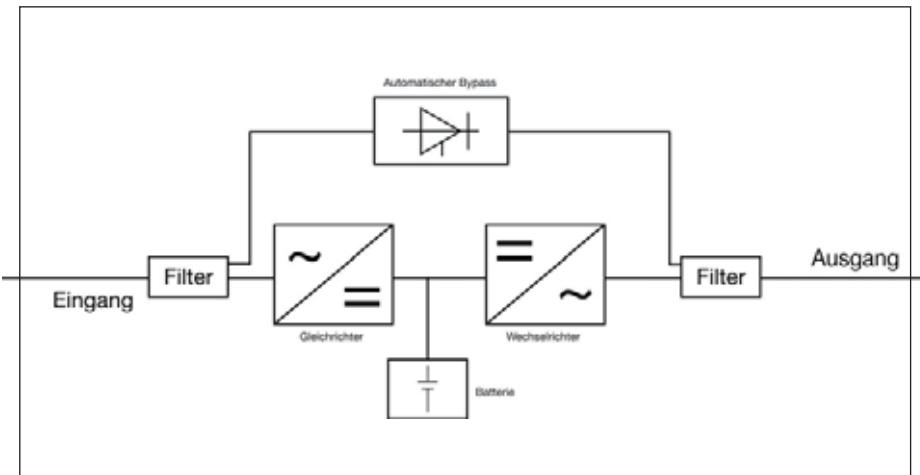 Automatischer Bypass
Eingang
Filter
Gleichrichter
Batterie
Wechselrichter
Filter
Ausgang